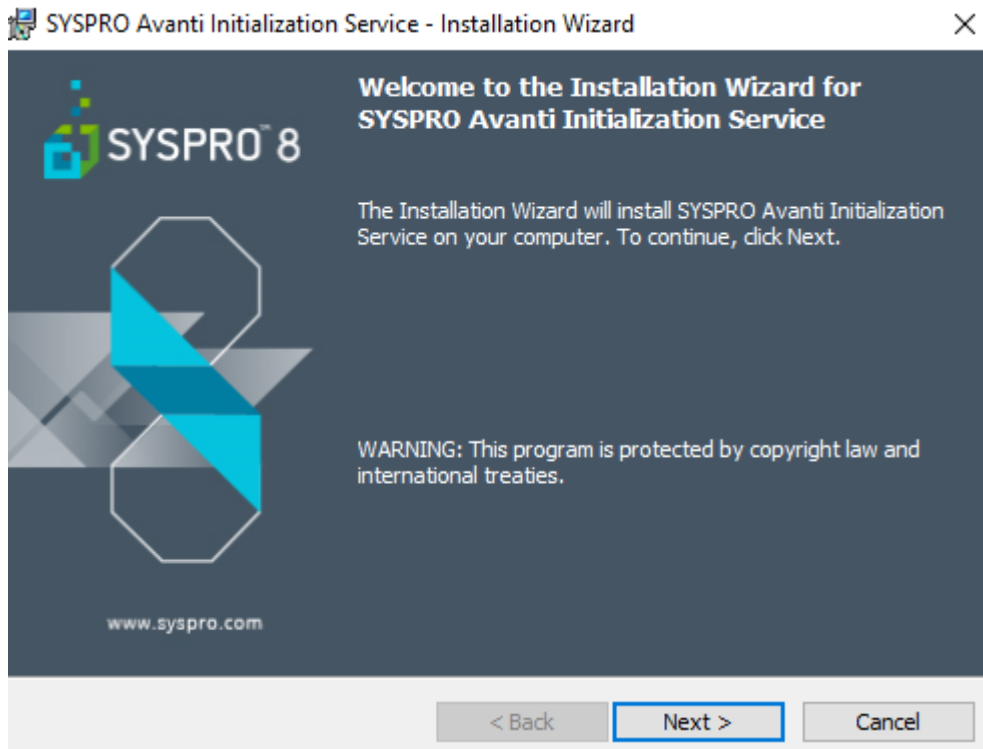 SYSPRO Avanti Initialization Service - Installation Wizard
SYSPRO™ 8
Welcome to the Installation Wizard for
SYSPRO Avanti Initialization Service
The Installation Wizard will install SYSPRO Avanti Initialization
Service on your computer. To continue, click Next.
WARNING: This program is protected by copyright law and
international treaties.
www.syspro.com
< Back
Next >
Cancel